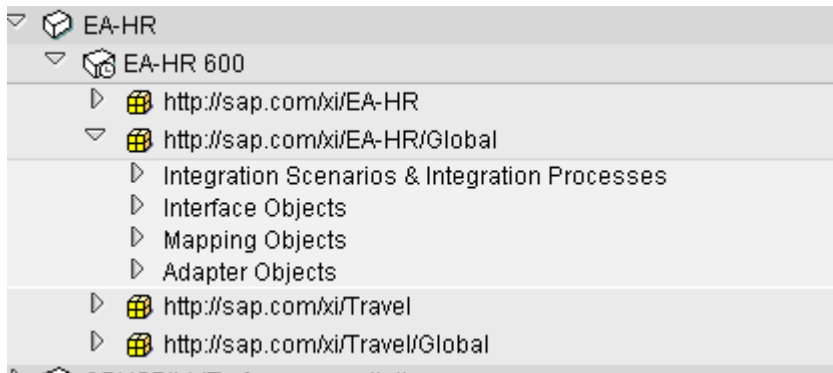 EA-HR
EA-HR 600
http://sap.com/xi/EA-HR
http://sap.com/xi/EA-HR/Global
Integration Scenarios & Integration Processes
Interface Objects
Mapping Objects
Adapter Objects
http://sap.com/xi/Travel
http://sap.com/xi/Travel/Global